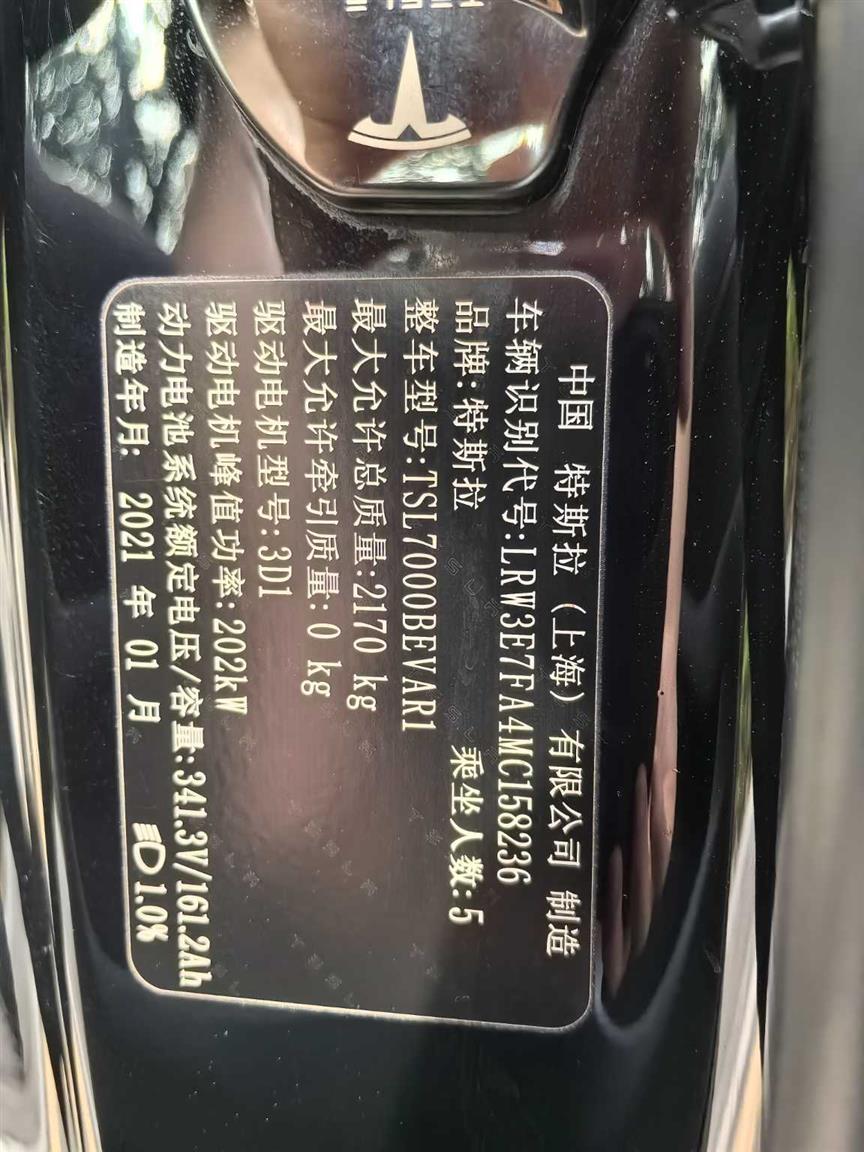 中国 特斯拉（上海）有限公司 制造
车辆识别代号:LRW3E7FA4MC158236
品牌:特斯拉 乘坐人数:5
整车型号:TSL7000BEVAR1
最大允许总质量:2170 kg
最大允许牵引质量: 0 kg
驱动电机型号:3D1
驱动电机峰值功率: 202kW
动力电池系统额定电压/容量:341.3V/161.2Ah
制造年月: 2021 年 01 月 1.0%